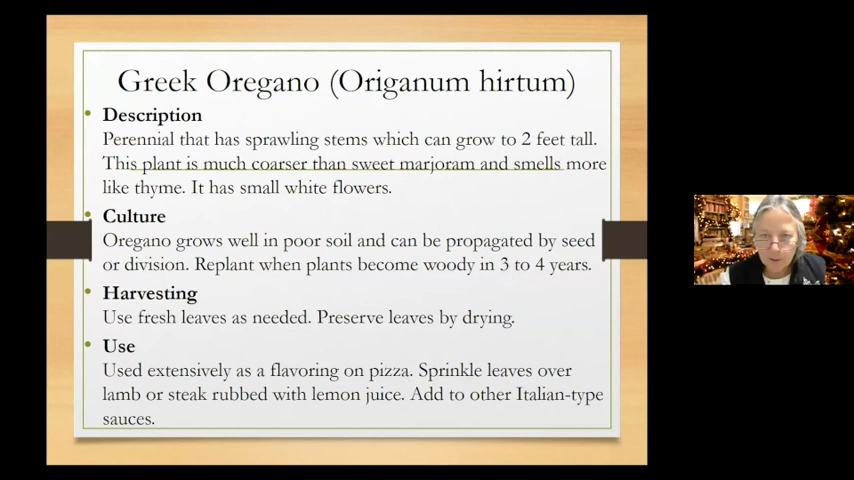 Greek Oregano (Origanum hirtum)
• Description
Perennial that has sprawling stems which can grow to 2 feet tall.
This plant is much coarser than sweet marjoram and smells more
like thyme. It has small white flowers.
• Culture
Oregano grows well in poor soil and can be propagated by seed
or division. Replant when plants become woody in 3 to 4 years.
• Harvesting
Use fresh leaves as needed. Preserve leaves by drying.
• Use
Used extensively as a flavoring on pizza. Sprinkle leaves over
lamb or steak rubbed with lemon juice. Add to other Italian-type
sauces.